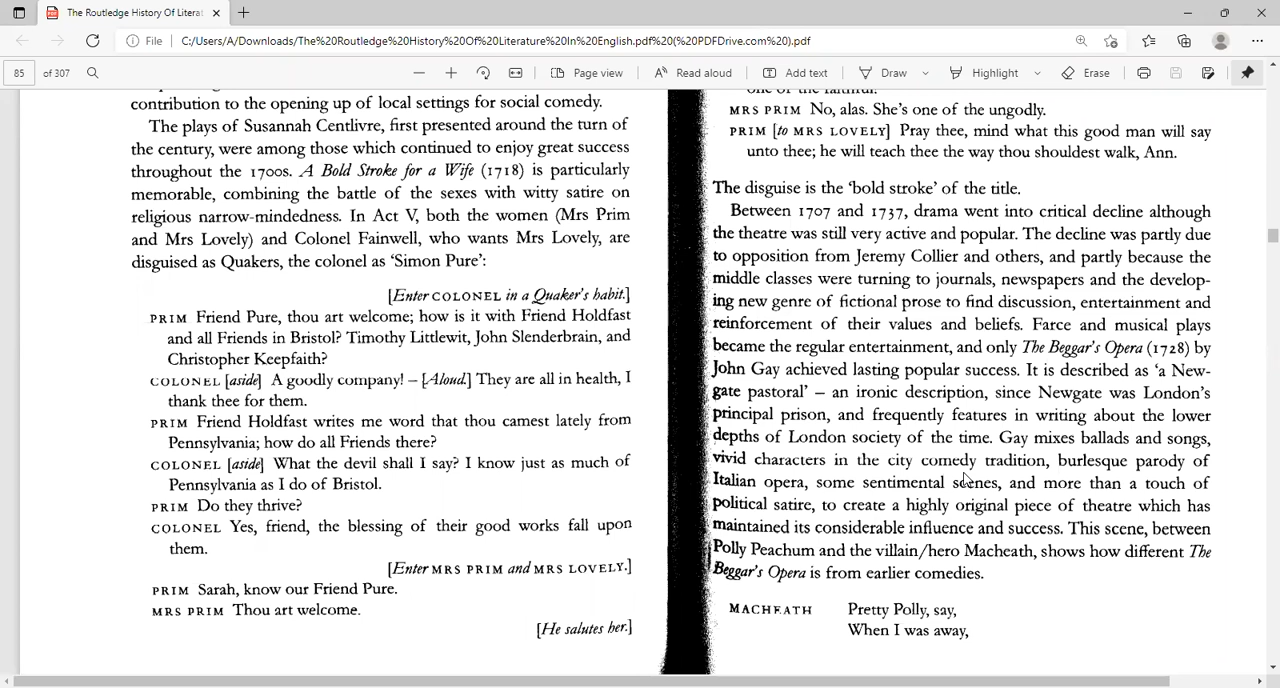 The Routledge History Of Literat
File
C:/Users/A/Downloads/The%20Routledge%20History%20Of%20Literature%20In%20English.pdf%20(%20PDFDrive.com%20).pdf
85 of 307
Page view
Read aloud
Add text
Draw
Highlight
Erase
contribution to the opening up of local settings for social comedy.
The plays of Susannah Centlivre, first presented around the turn of
the century, were among those which continued to enjoy great success
throughout the 1700s. A Bold Stroke for a Wife (1718) is particularly
memorable, combining the battle of the sexes with witty satire on
religious narrow-mindedness. In Act V, both the women (Mrs Prim
and Mrs Lovely) and Colonel Fainwell, who wants Mrs Lovely, are
disguised as Quakers, the colonel as ‘Simon Pure’:
[Enter COLONEL in a Quaker’s habit.]
PRIM Friend Pure, thou art welcome; how is it with Friend Holdfast
and all Friends in Bristol? Timothy Littlewit, John Slenderbrain, and
Christopher Keepfaith?
COLONEL [aside] A goodly company! – [Aloud] They are all in health, I
thank thee for them.
PRIM Friend Holdfast writes me word that thou camest lately from
Pennsylvania; how do all Friends there?
COLONEL [aside] What the devil shall I say? I know just as much of
Pennsylvania as I do of Bristol.
PRIM Do they thrive?
COLONEL Yes, friend, the blessing of their good works fall upon
them.
[Enter MRS PRIM and MRS LOVELY.]
PRIM Sarah, know our Friend Pure.
MRS PRIM Thou art welcome.
[He salutes her.]
one of the faithful.
MRS PRIM No, alas. She’s one of the ungodly.
PRIM [to MRS LOVELY] Pray thee, mind what this good man will say
unto thee; he will teach thee the way thou shouldest walk, Ann.
The disguise is the ‘bold stroke’ of the title.
Between 1707 and 1737, drama went into critical decline although
the theatre was still very active and popular. The decline was partly due
to opposition from Jeremy Collier and others, and partly because the
middle classes were turning to journals, newspapers and the develop-
ing new genre of fictional prose to find discussion, entertainment and
reinforcement of their values and beliefs. Farce and musical plays
became the regular entertainment, and only The Beggar’s Opera (1728) by
John Gay achieved lasting popular success. It is described as ‘a New-
gate pastoral’ – an ironic description, since Newgate was London’s
principal prison, and frequently features in writing about the lower
depths of London society of the time. Gay mixes ballads and songs,
vivid characters in the city comedy tradition, burlesque parody of
Italian opera, some sentimental scenes, and more than a touch of
political satire, to create a highly original piece of theatre which has
maintained its considerable influence and success. This scene, between
Polly Peachum and the villain/hero Macheath, shows how different The
Beggar’s Opera is from earlier comedies.
MACHEATH Pretty Polly, say,
When I was away,